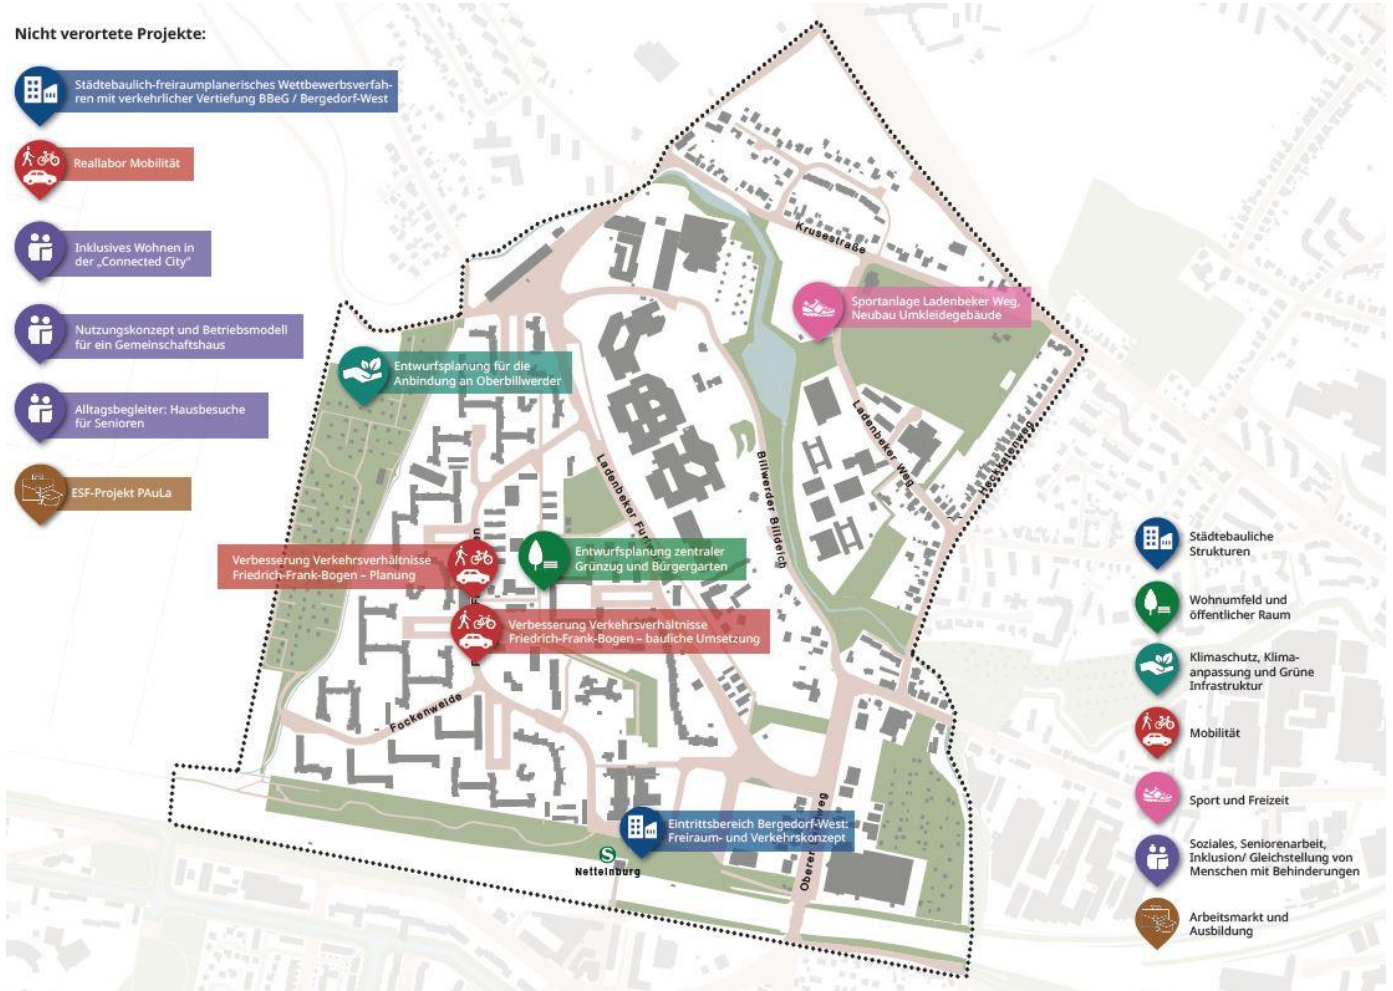 Nicht verortete Projekte:
Städtebaulich-freiraumplanerisches Wettbewerbsverfah-
ren mit verkehrlicher Vertiefung BBeG / Bergedorf-West
Reallabor Mobilität
Inklusives Wohnen in
der „Connected City“
Nutzungskonzept und Betriebsmodell
für ein Gemeinschaftshaus
Alltagsbegleiter: Hausbesuche
für Senioren
ESF-Projekt PAuLa
Krusestraße
Sportanlage Ladenbeker Weg,
Neubau Umkleidegebäude
Entwurfsplanung für die
Anbindung an Oberbillwerder
Ladenbeker Weg
Heckkatenweg
Ladenbeker
Billwerder Billdeich
Verbesserung Verkehrsverhältnisse
Friedrich-Frank-Bogen – Planung
Entwurfsplanung zentraler
Grünzug und Bürgergarten
Verbesserung Verkehrsverhältnisse
Friedrich-Frank-Bogen – bauliche Umsetzung
Fockenweide
Eintrittsbereich Bergedorf-West:
Freiraum- und Verkehrskonzept
S
Nettelnburg
Städtebauliche
Strukturen
Wohnumfeld und
öffentlicher Raum
Klimaschutz, Klima-
anpassung und Grüne
Infrastruktur
Mobilität
Sport und Freizeit
Soziales, Seniorenarbeit,
Inklusion/ Gleichstellung von
Menschen mit Behinderungen
Arbeitsmarkt und
Ausbildung